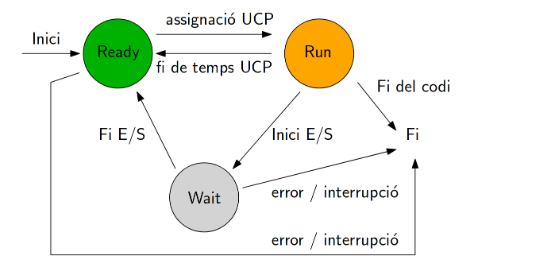 assignació UCP
Inici
Ready
Run
fi de temps UCP
Fi del codi
Fi E/S
Inici E/S
Fi
Wait
error / interrupció
error / interrupció